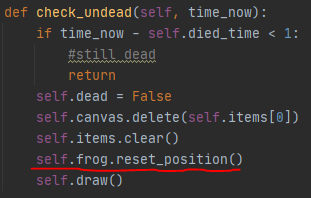 def check_undead(self, time_now):
    if time_now - self.died_time < 1:
        #still dead
        return
    self.dead = False
    self.canvas.delete(self.items[0])
    self.items.clear()
    self.frog.reset_position()
    self.draw()